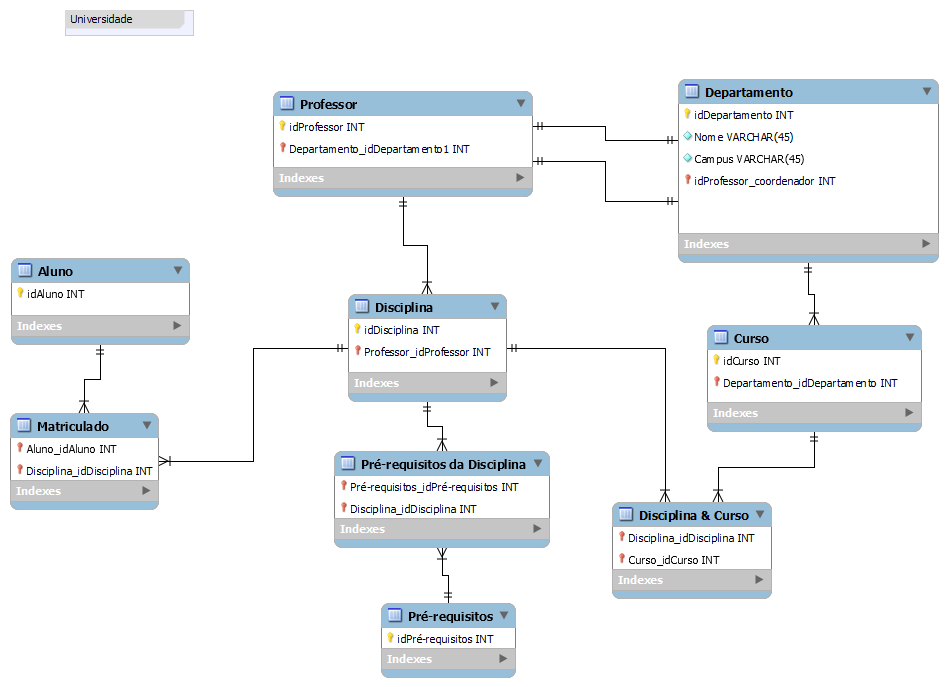 Universidade
Professor
idProfessor INT
Departamento_idDepartamento1 INT
Indexes
Departamento
idDepartamento INT
Nome VARCHAR(45)
Campus VARCHAR(45)
idProfessor_coordenador INT
Indexes
Aluno
idAluno INT
Indexes
Disciplina
idDisciplina INT
Professor_idProfessor INT
Indexes
Curso
idCurso INT
Departamento_idDepartamento INT
Indexes
Matriculado
Aluno_idAluno INT
Disciplina_idDisciplina INT
Indexes
Pré-requisitos da Disciplina
Pré-requisitos_idPré-requisitos INT
Disciplina_idDisciplina INT
Indexes
Disciplina & Curso
Disciplina_idDisciplina INT
Curso_idCurso INT
Indexes
Pré-requisitos
idPré-requisitos INT
Indexes